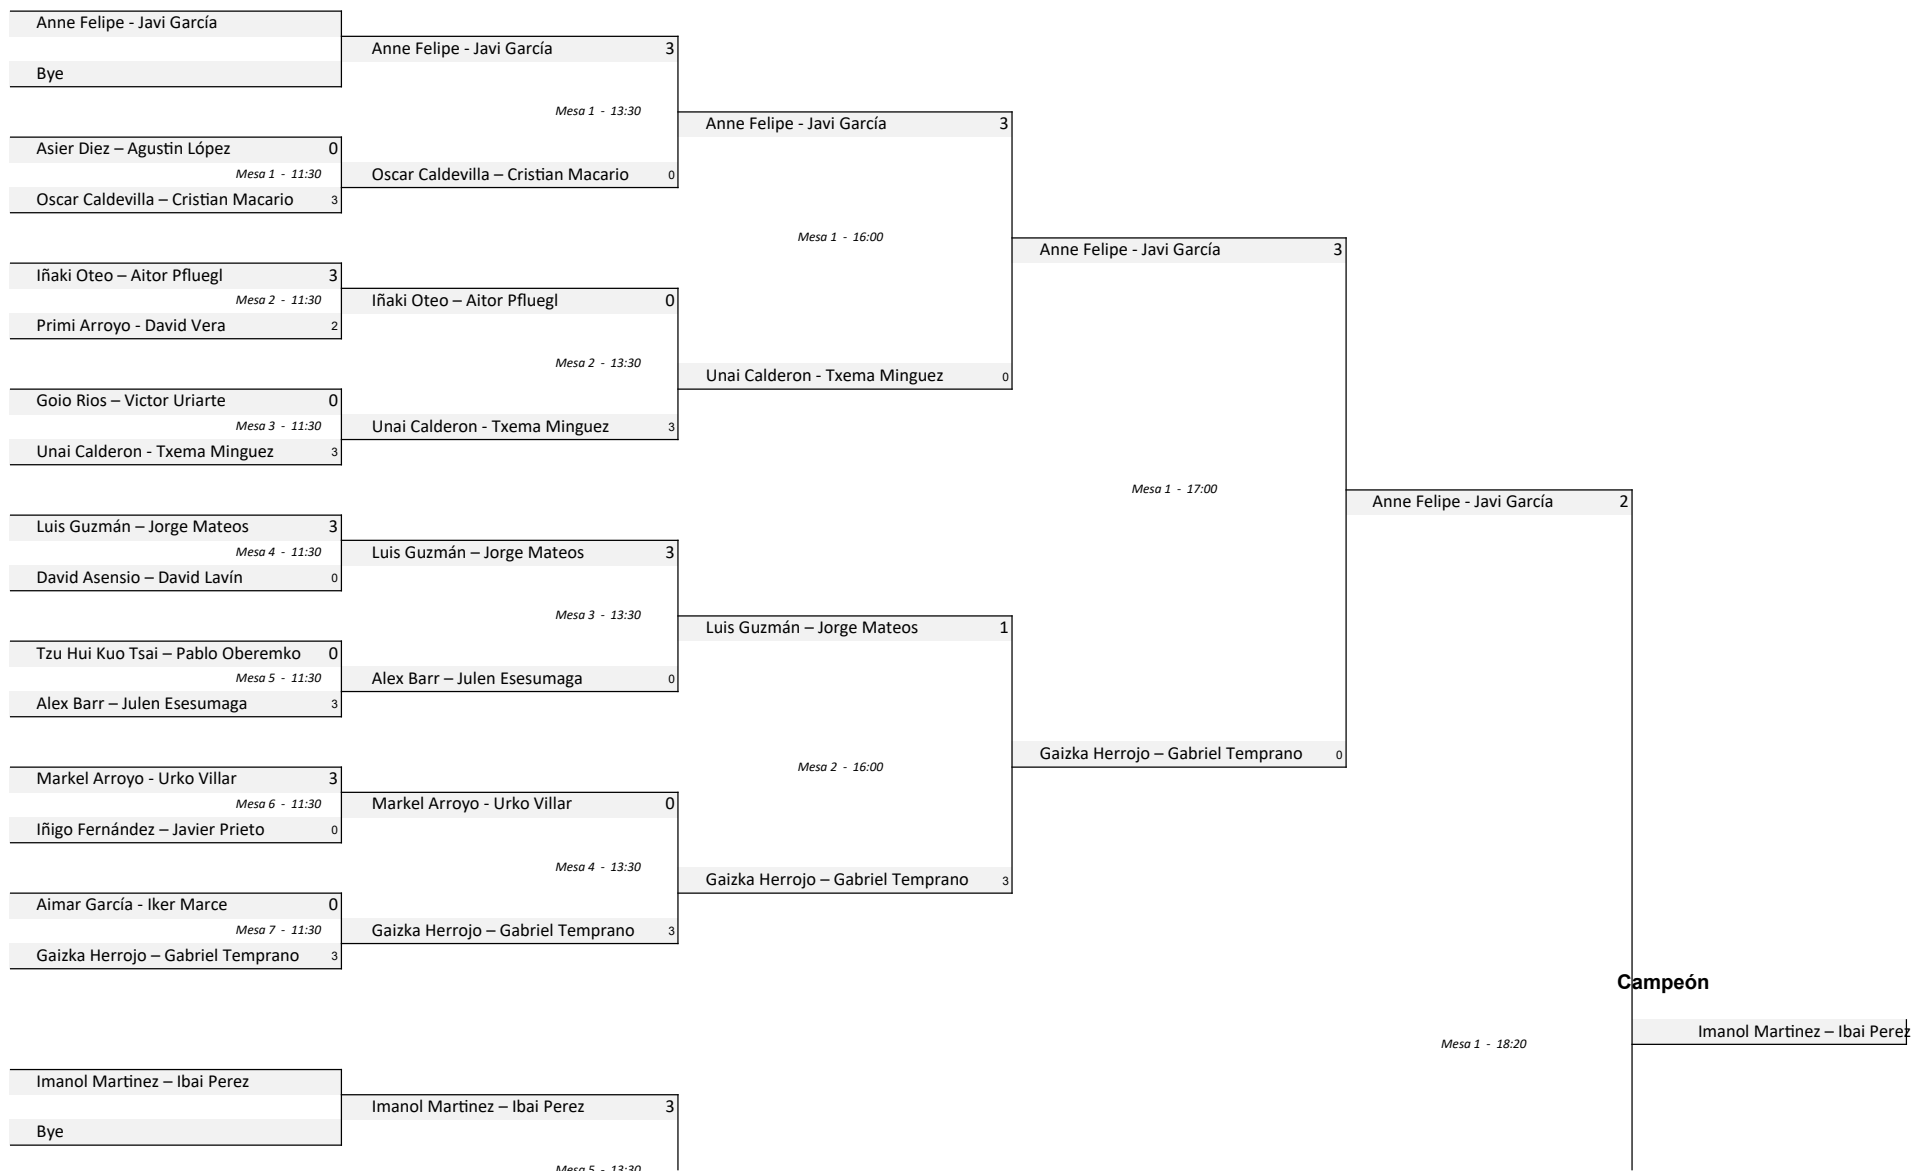 Anne Felipe - Javi García
Anne Felipe - Javi García 3
Bye
Mesa 1 - 13:30
Anne Felipe - Javi García 3
Asier Diez – Agustin López 0
Mesa 1 - 11:30
Oscar Caldevilla – Cristian Macario 0
Oscar Caldevilla – Cristian Macario 3
Mesa 1 - 16:00
Anne Felipe - Javi García 3
Iñaki Oteo – Aitor Pfluegl 3
Mesa 2 - 11:30
Iñaki Oteo – Aitor Pfluegl 0
Primi Arroyo - David Vera 2
Mesa 2 - 13:30
Unai Calderon - Txema Minguez 0
Goio Rios – Victor Uriarte 0
Mesa 3 - 11:30
Unai Calderon - Txema Minguez 3
Unai Calderon - Txema Minguez 3
Mesa 1 - 17:00
Anne Felipe - Javi García 2
Luis Guzmán – Jorge Mateos 3
Mesa 4 - 11:30
Luis Guzmán – Jorge Mateos 3
David Asensio – David Lavín 0
Mesa 3 - 13:30
Luis Guzmán – Jorge Mateos 1
Tzu Hui Kuo Tsai – Pablo Oberemko 0
Mesa 5 - 11:30
Alex Barr – Julen Esesumaga 0
Alex Barr – Julen Esesumaga 3
Gaizka Herrojo – Gabriel Temprano 0
Mesa 2 - 16:00
Markel Arroyo - Urko Villar 3
Mesa 6 - 11:30
Markel Arroyo - Urko Villar 0
Iñigo Fernández – Javier Prieto 0
Mesa 4 - 13:30
Gaizka Herrojo – Gabriel Temprano 3
Aimar García - Iker Marce 0
Mesa 7 - 11:30
Gaizka Herrojo – Gabriel Temprano 3
Gaizka Herrojo – Gabriel Temprano 3
Campeón
Imanol Martinez – Ibai Perez
Mesa 1 - 18:20
Imanol Martinez – Ibai Perez
Imanol Martinez – Ibai Perez 3
Bye
Mesa 5 - 13:30